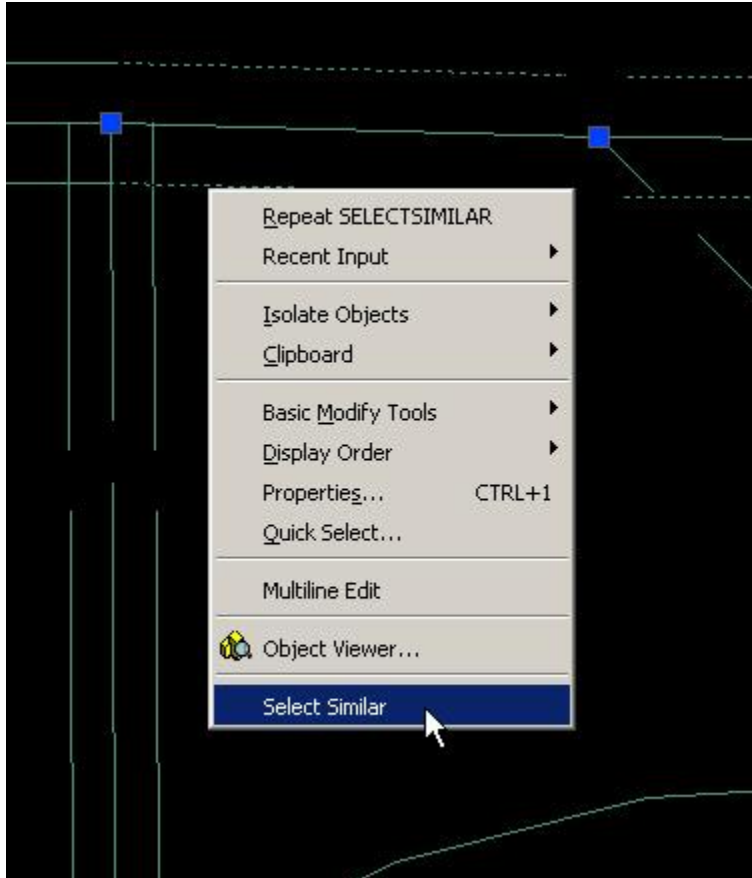 Repeat SELECTSIMILAR
Recent Input
Isolate Objects
Clipboard
Basic Modify Tools
Display Order
Properties... CTRL+1
Quick Select...
Multiline Edit
Object Viewer...
Select Similar